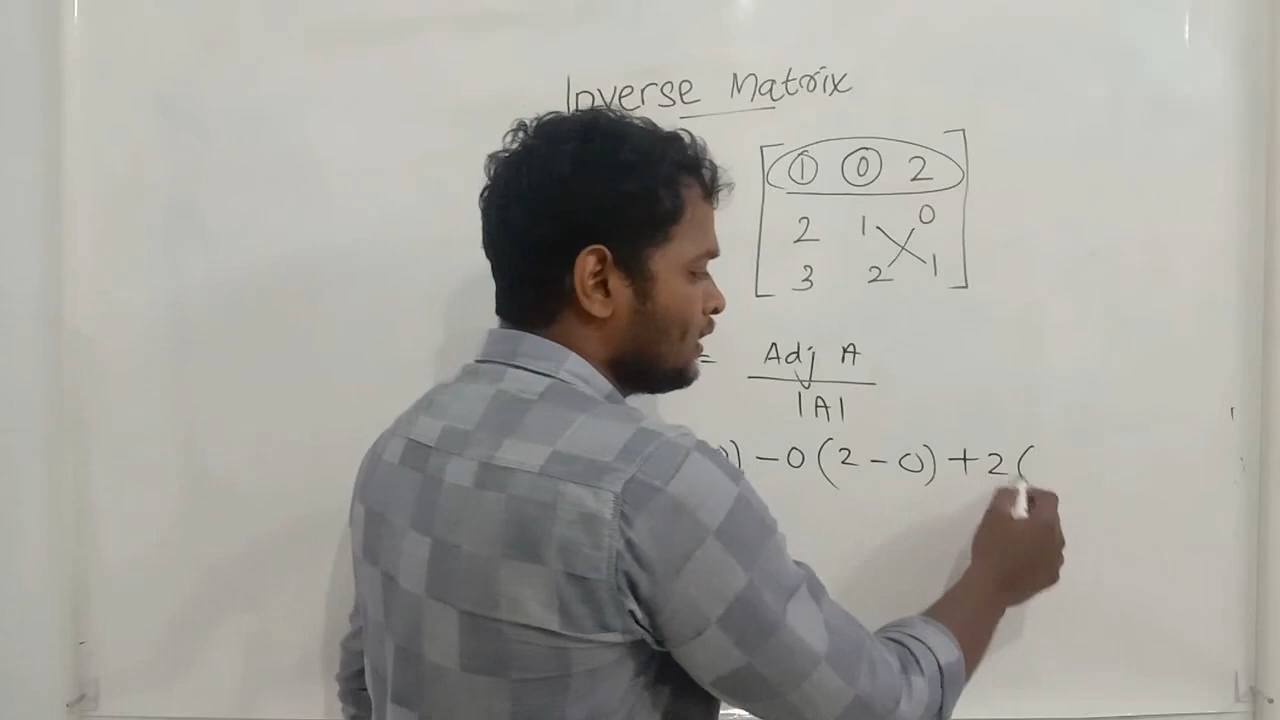 Inverse Matrix
1 0 2
2 1 0
3 2 1
= Adj A
|A|
) - 0 (2 - 0) + 2 (